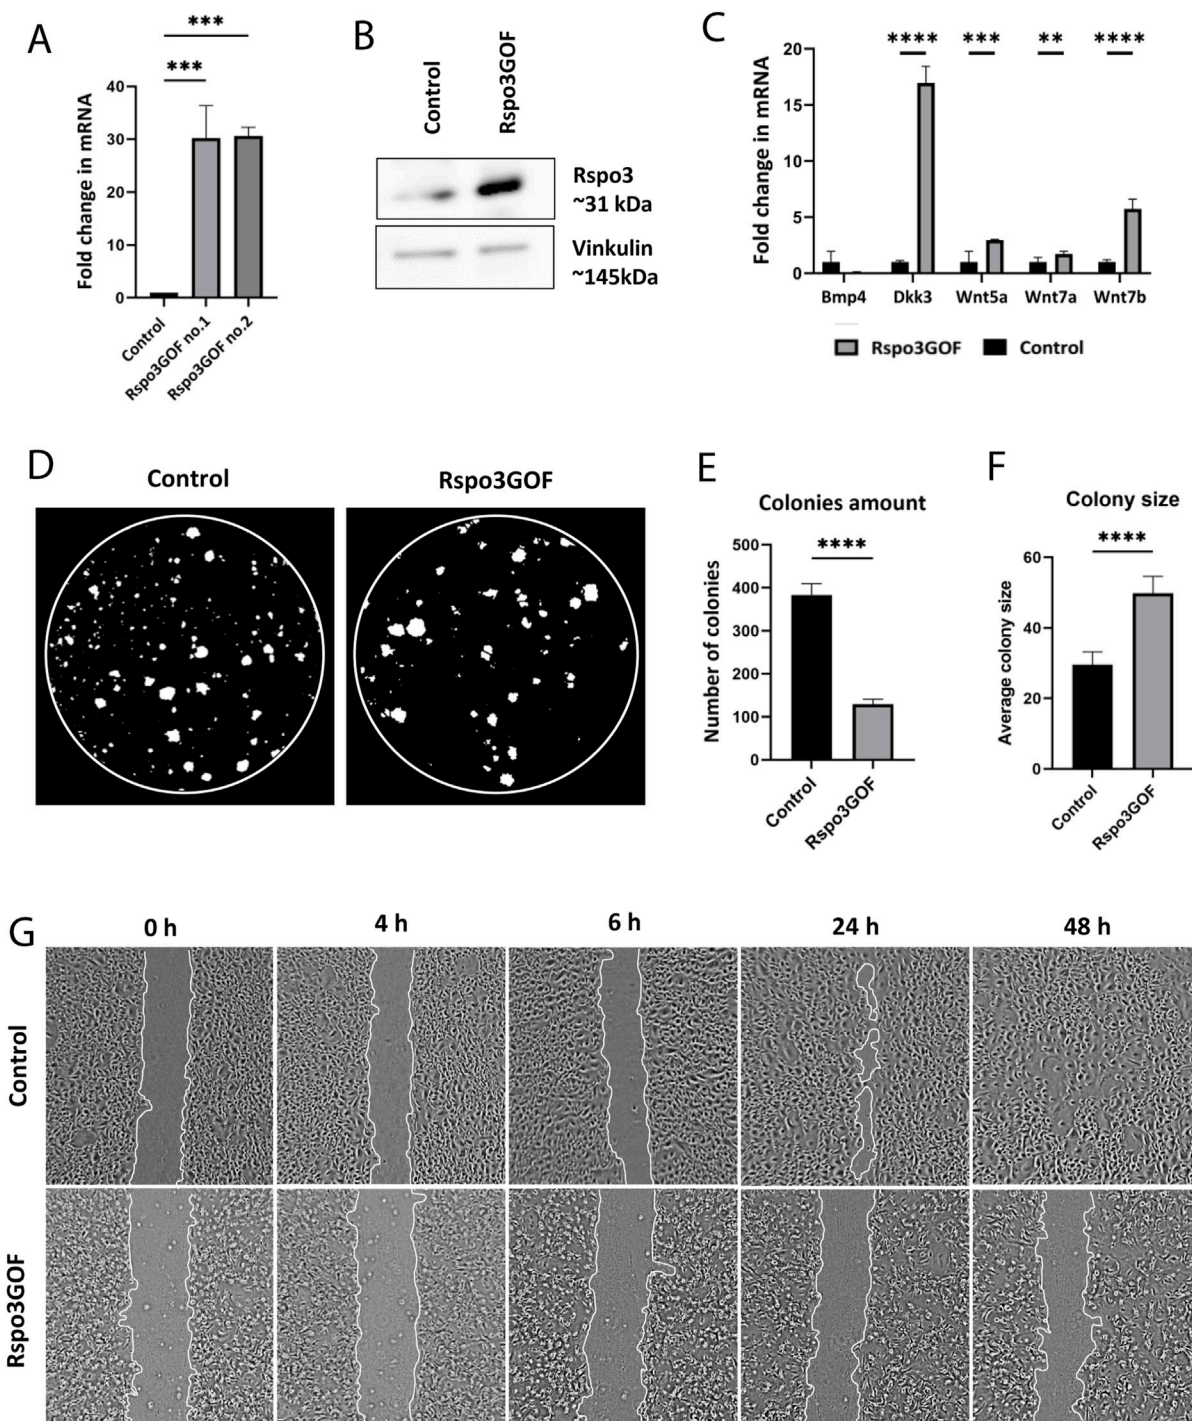 A
***
***
Fold change in mRNA
40
30
20
10
0
Control
Rspo3GOF no.1
Rspo3GOF no.2
B
Control
Rspo3GOF
Rspo3
~31 kDa
Vinkulin
~145kDa
C
**** *** ** ****
Fold change in mRNA
20
15
10
5
0
Bmp4 Dkk3 Wnt5a Wnt7a Wnt7b
Rspo3GOF Control
D
Control Rspo3GOF
E
Colonies amount
****
Number of colonies
500
400
300
200
100
0
Control
Rspo3GOF
F
Colony size
****
Average colony size
60
40
20
0
Control
Rspo3GOF
G
0 h 4 h 6 h 24 h 48 h
Control
Rspo3GOF